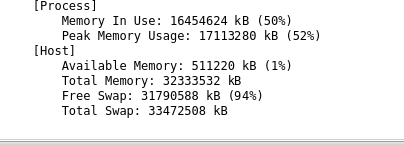 [Process]
Memory In Use: 16454624 kB (50%)
Peak Memory Usage: 17113280 kB (52%)
[Host]
Available Memory: 511220 kB (1%)
Total Memory: 32333532 kB
Free Swap: 31790588 kB (94%)
Total Swap: 33472508 kB